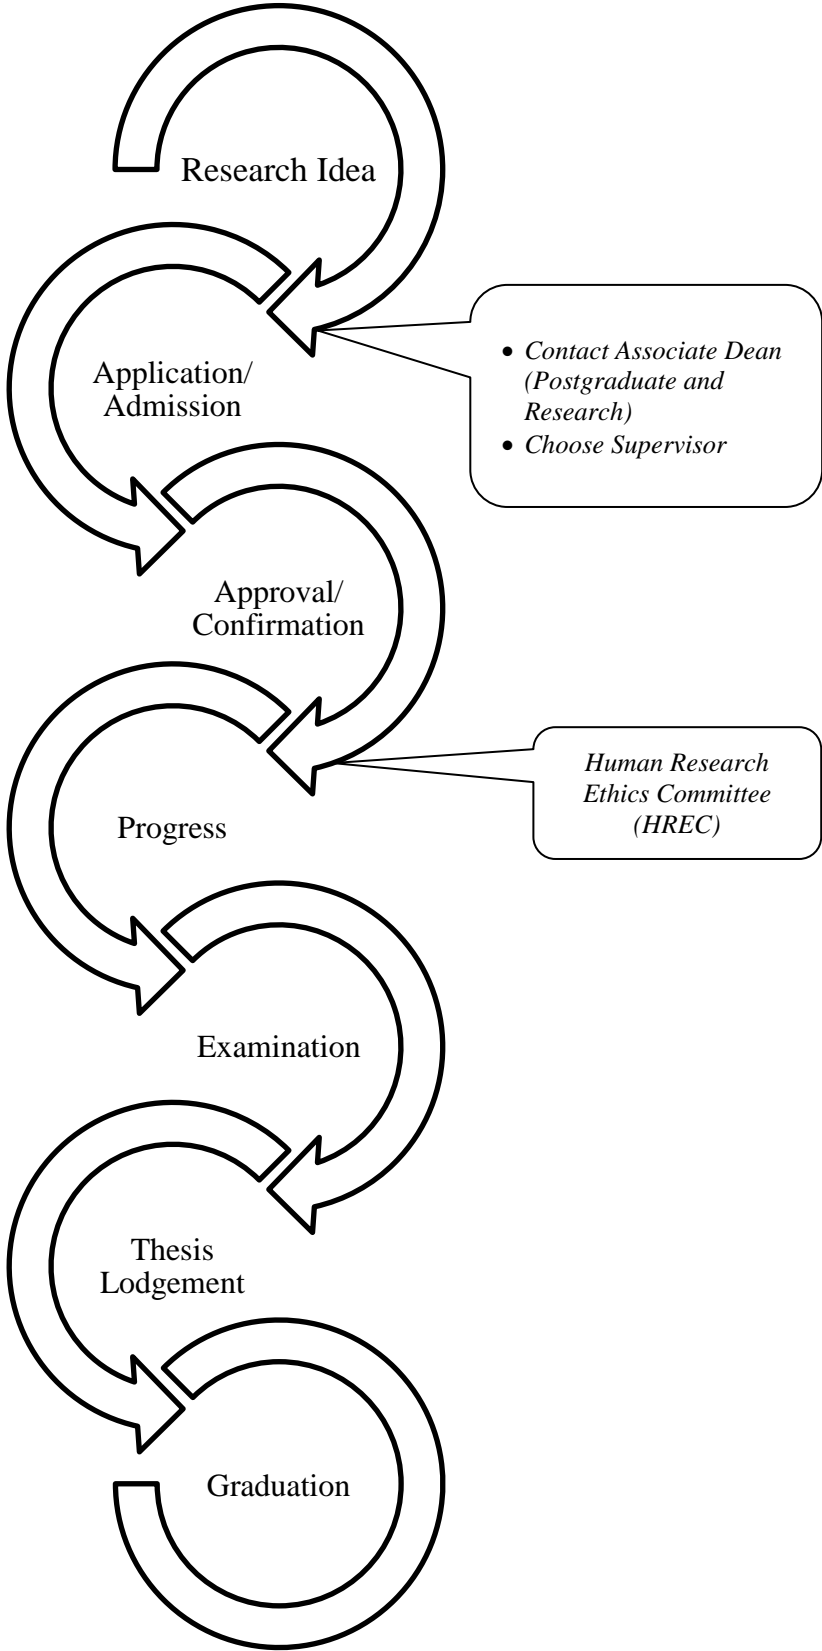 Research Idea
Application/
Admission
• Contact Associate Dean
(Postgraduate and
Research)
• Choose Supervisor
Approval/
Confirmation
Human Research
Ethics Committee
(HREC)
Progress
Examination
Thesis
Lodgement
Graduation